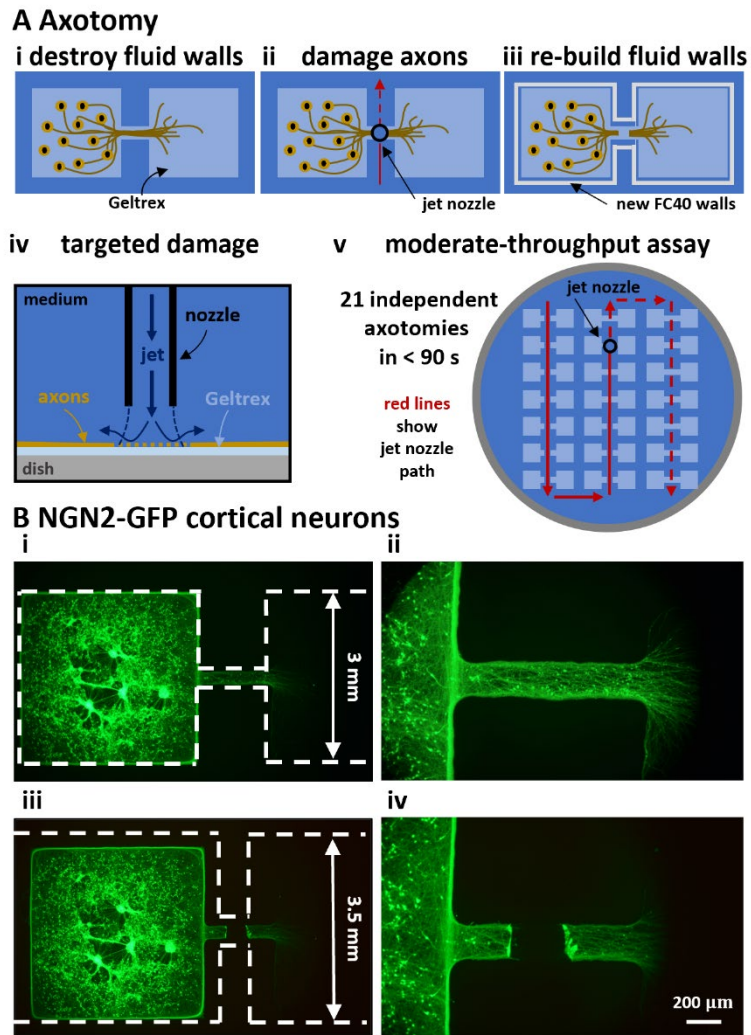 A Axotomy
i destroy fluid walls
ii damage axons
iii re-build fluid walls
Geltrex
jet nozzle
new FC40 walls
iv targeted damage
v moderate-throughput assay
medium
nozzle
jet
axons
Geltrex
dish
21 independent
axotomies
in < 90 s
red lines
show
jet nozzle
path
jet nozzle
B NGN2-GFP cortical neurons
i
ii
3 mm
iii
iv
3.5 mm
200 μm